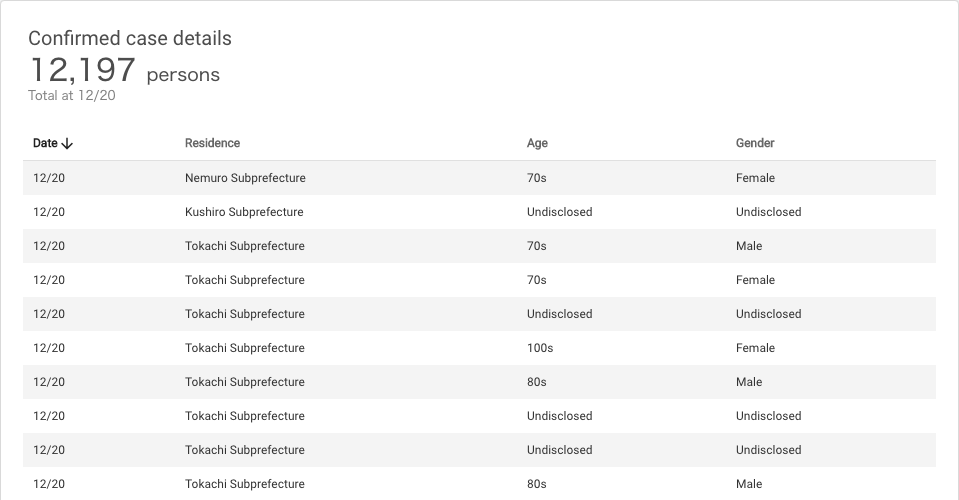 Confirmed case details
12,197 persons
Total at 12/20
Date Residence Age Gender
12/20 Nemuro Subprefecture 70s Female
12/20 Kushiro Subprefecture Undisclosed Undisclosed
12/20 Tokachi Subprefecture 70s Male
12/20 Tokachi Subprefecture 70s Female
12/20 Tokachi Subprefecture Undisclosed Undisclosed
12/20 Tokachi Subprefecture 100s Female
12/20 Tokachi Subprefecture 80s Male
12/20 Tokachi Subprefecture Undisclosed Undisclosed
12/20 Tokachi Subprefecture Undisclosed Undisclosed
12/20 Tokachi Subprefecture 80s Male